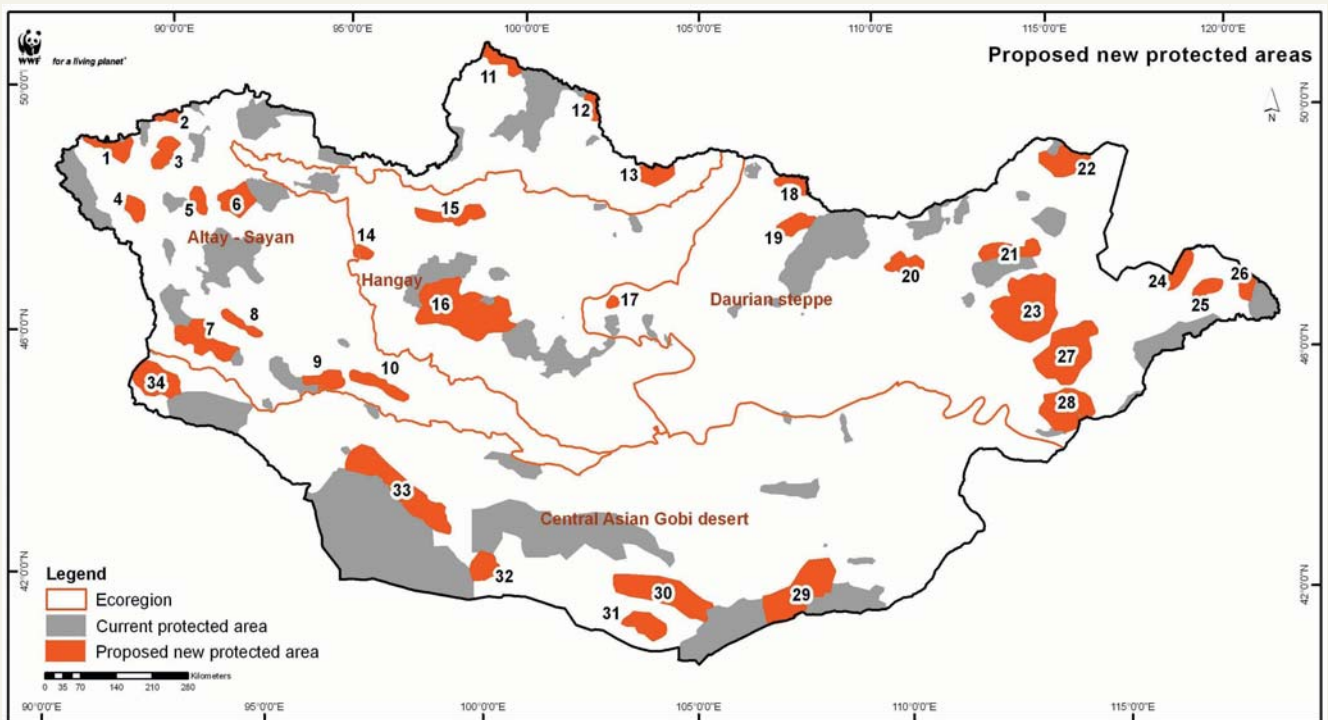 90°0'0"E 95°0'0"E 100°0'0"E 105°0'0"E 110°0'0"E 115°0'0"E 120°0'0"E
WWF for a living planet®
Proposed new protected areas
50°0'0"N
N
11
2
12
1
3
22
13
18
4
5
6
15
19
Altay - Sayan
14
21
20
Hangay
24
26
25
16
17
Daurian steppe
23
8
7
46°0'0"N 46°0'0"N
27
9
10
34
28
33
Central Asian Gobi desert
32
42°0'0"N 42°0'0"N
30
29
31
Legend
Ecoregion
Current protected area
Proposed new protected area
Kilometers
0 35 70 140 210 280
90°0'0"E 95°0'0"E 100°0'0"E 105°0'0"E 110°0'0"E 115°0'0"E